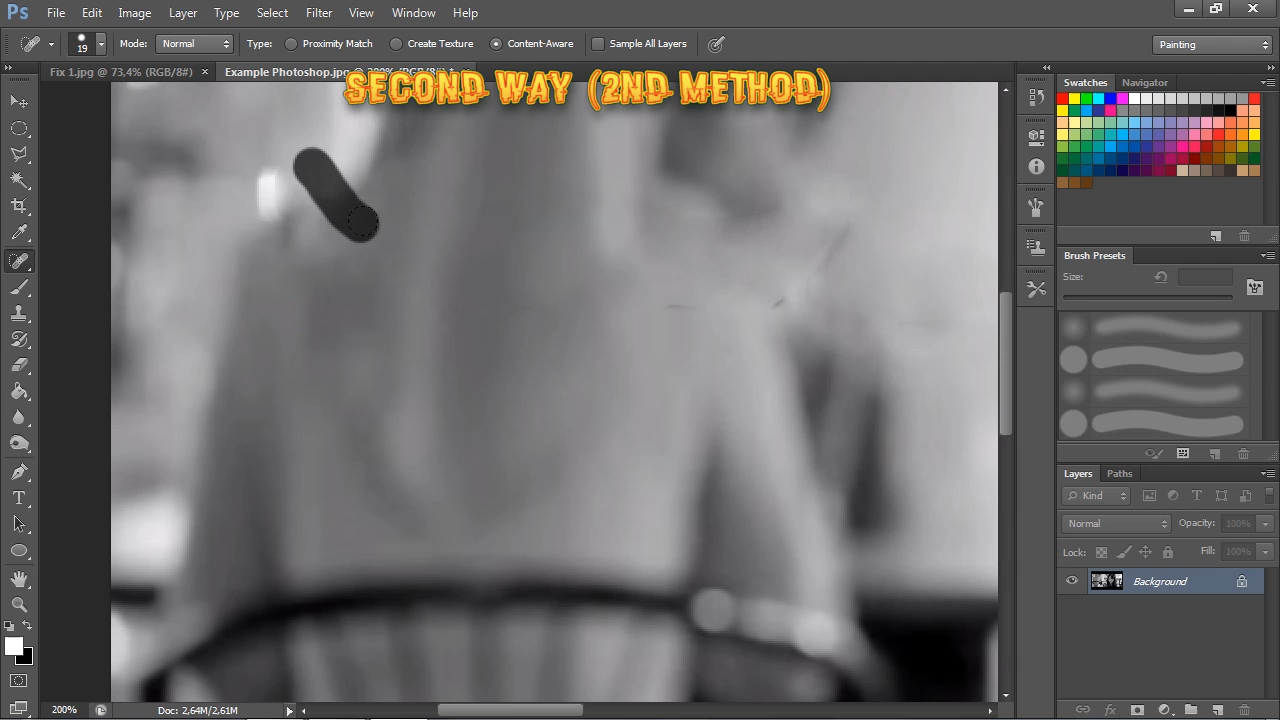 Ps File Edit Image Layer Type Select Filter View Window Help
19 Mode: Normal Type: Proximity Match Create Texture Content-Aware Sample All Layers Painting
Fix 1.jpg @ 73,4% (RGB/8#) × Example Photoshop.jpg @ 200% (RGB/8#) *
SECOND WAY (2ND METHOD)
Swatches Navigator
Brush Presets
Size:
Layers Paths
Kind
Normal Opacity: 100%
Lock: Fill: 100%
Background
200% Doc: 2,64M/2,61M